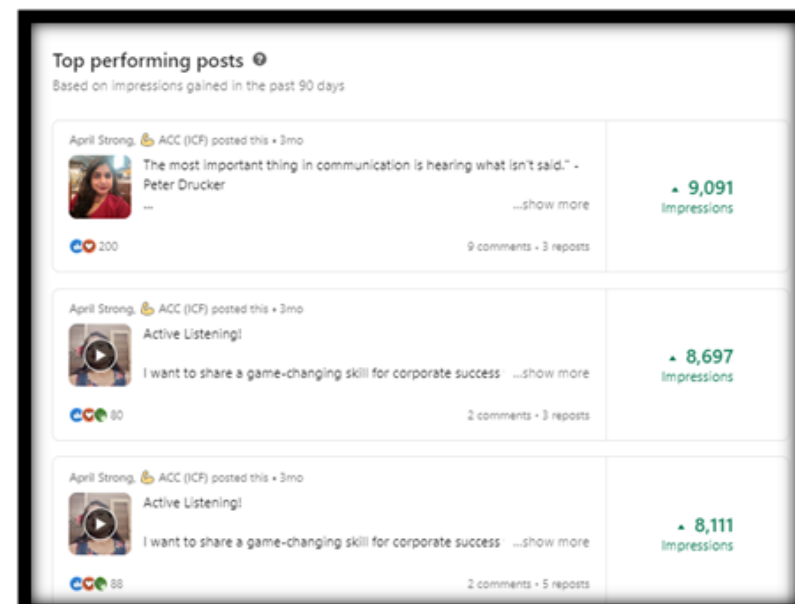 Top performing posts ?
Based on impressions gained in the past 90 days
April Strong, 💪 ACC (ICF) posted this • 3mo
The most important thing in communication is hearing what isn't said." -
Peter Drucker
... ...show more
200 9 comments • 3 reposts
▲ 9,091
Impressions
April Strong, 💪 ACC (ICF) posted this • 3mo
Active Listening!
I want to share a game-changing skill for corporate success ...show more
80 2 comments • 3 reposts
▲ 8,697
Impressions
April Strong, 💪 ACC (ICF) posted this • 3mo
Active Listening!
I want to share a game-changing skill for corporate success ...show more
88 2 comments • 5 reposts
▲ 8,111
Impressions